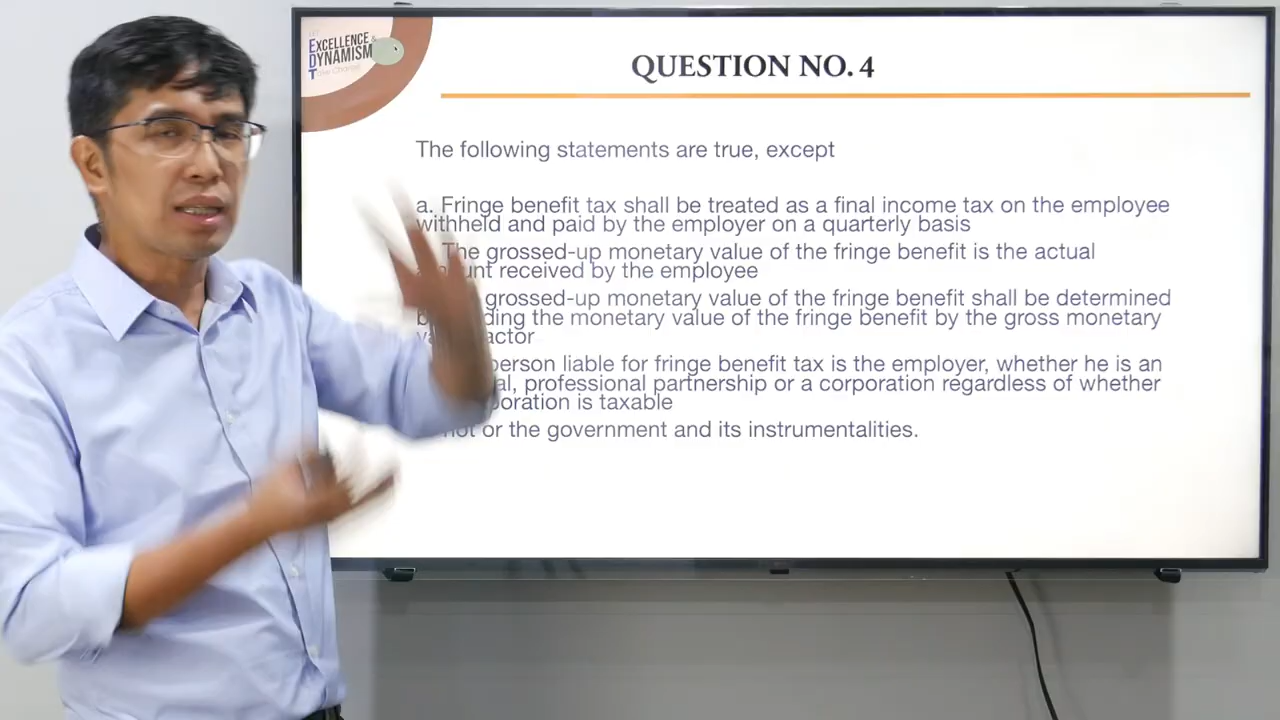 EXCELLENCE &
DYNAMISM
QUESTION NO. 4
The following statements are true, except
a. Fringe benefit tax shall be treated as a final income tax on the employee
withheld and paid by the employer on a quarterly basis
The grossed-up monetary value of the fringe benefit is the actual
unt received by the employee
grossed-up monetary value of the fringe benefit shall be determined
ding the monetary value of the fringe benefit by the gross monetary
actor
person liable for fringe benefit tax is the employer, whether he is an
al, professional partnership or a corporation regardless of whether
poration is taxable
not or the government and its instrumentalities.